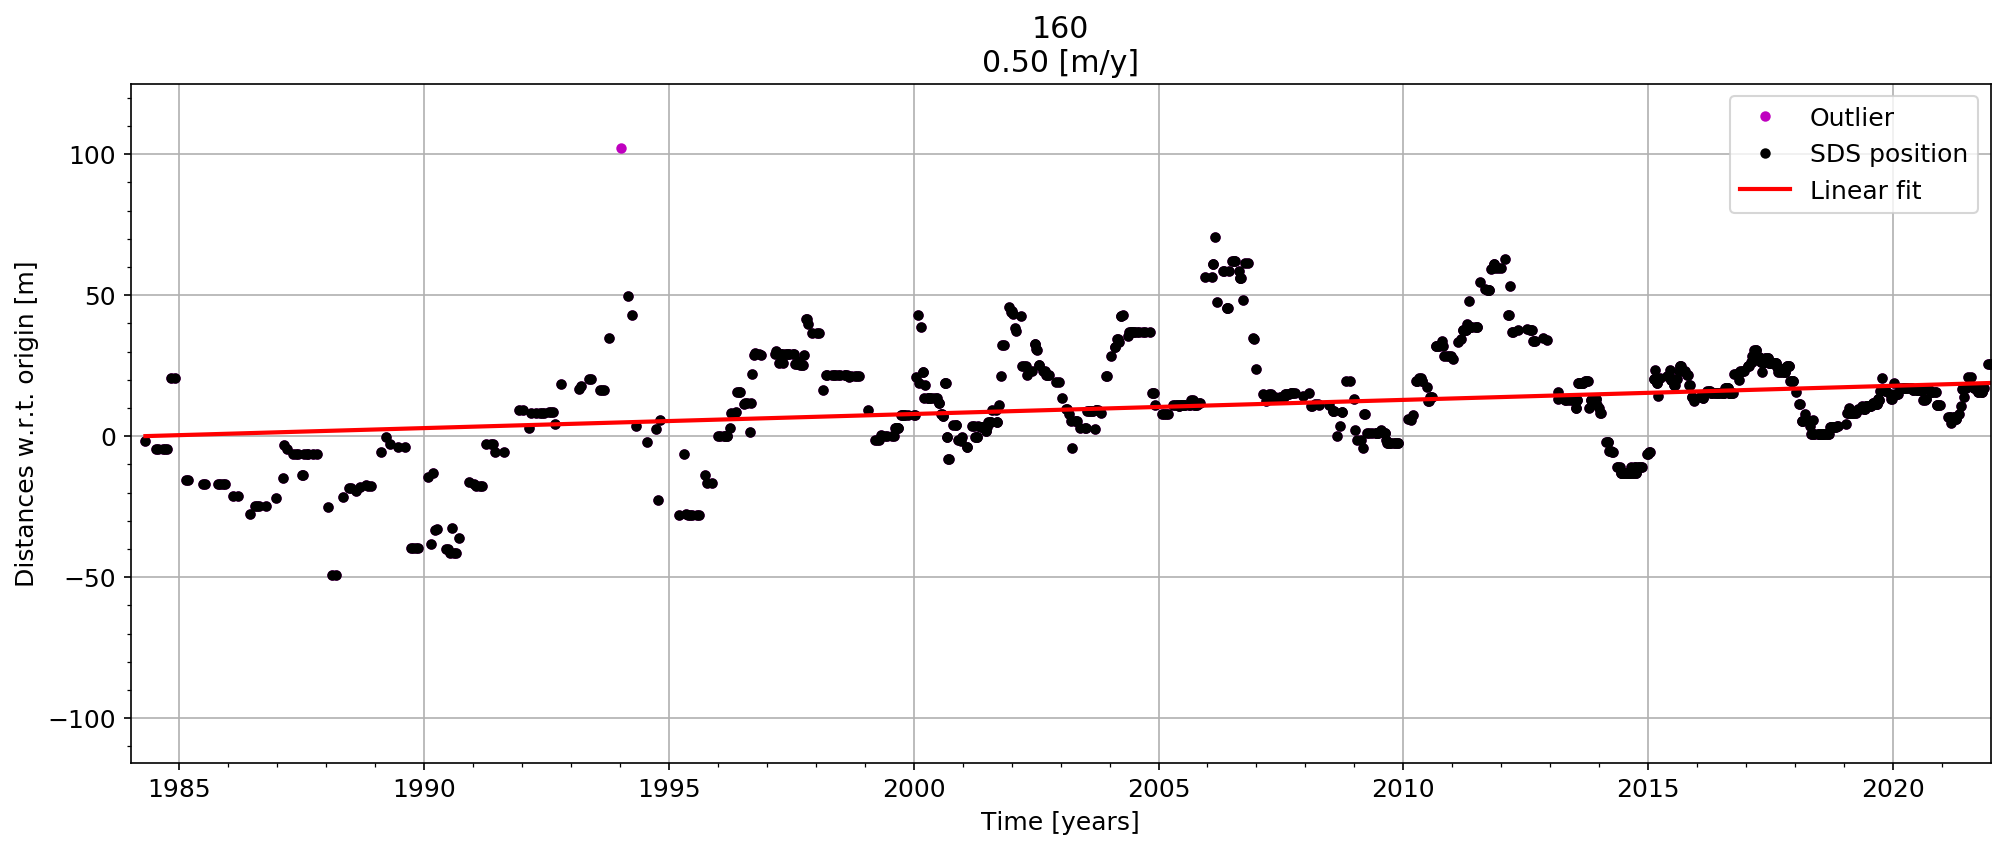 160
0.50 [m/y]
Outlier
SDS position
Linear fit
Distances w.r.t. origin [m]
100
50
0
−50
−100
1985 1990 1995 2000 2005 2010 2015 2020
Time [years]